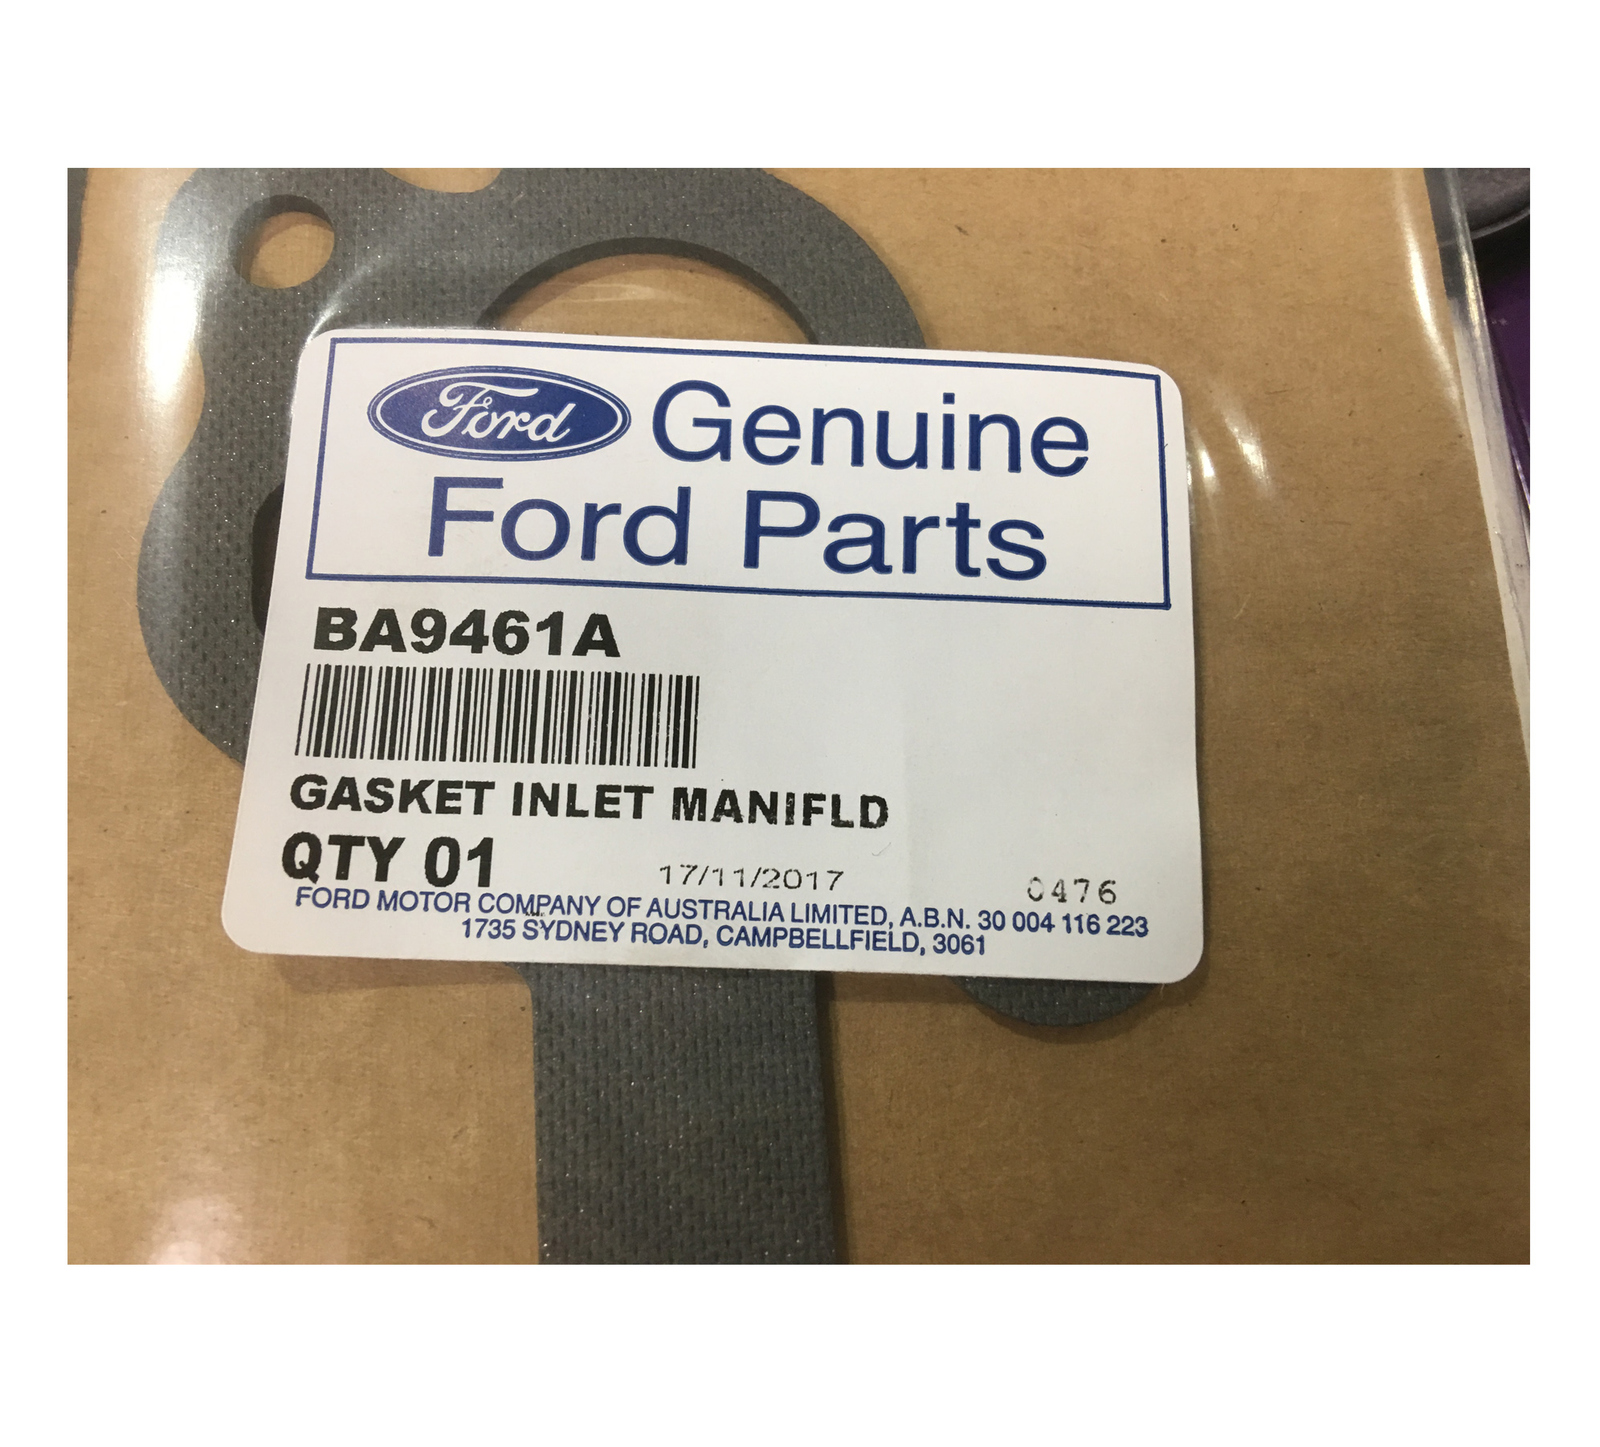 Ford Genuine
Ford Parts
BA9461A
GASKET INLET MANIFLD
QTY 01 17/11/2017 0476
FORD MOTOR COMPANY OF AUSTRALIA LIMITED, A.B.N. 30 004 116 223
1735 SYDNEY ROAD, CAMPBELLFIELD, 3061